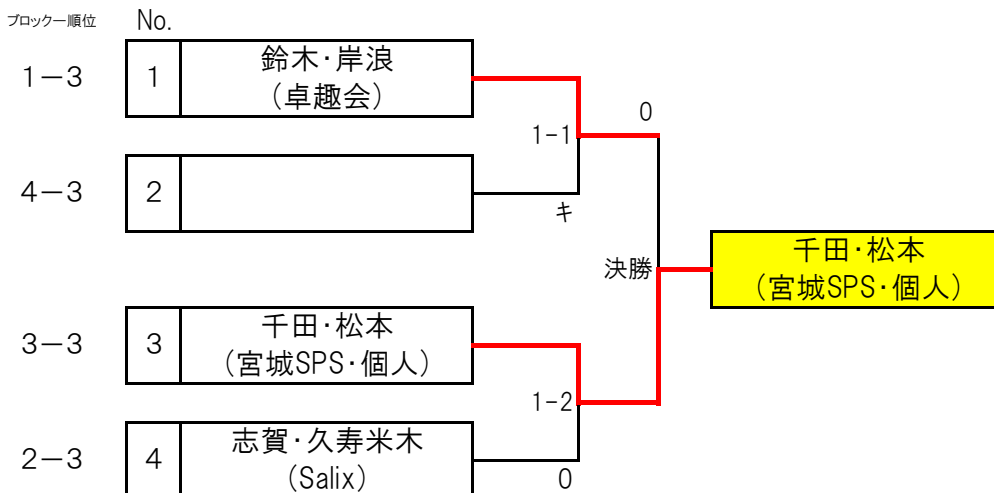 ブロックー順位 No.
1－3 1 鈴木・岸浪
（卓趣会）
0
1-1
4－3 2
キ
決勝
千田・松本
（宮城SPS・個人）
3－3 3 千田・松本
（宮城SPS・個人）
1-2
2－3 4 志賀・久寿米木
（Salix）
0